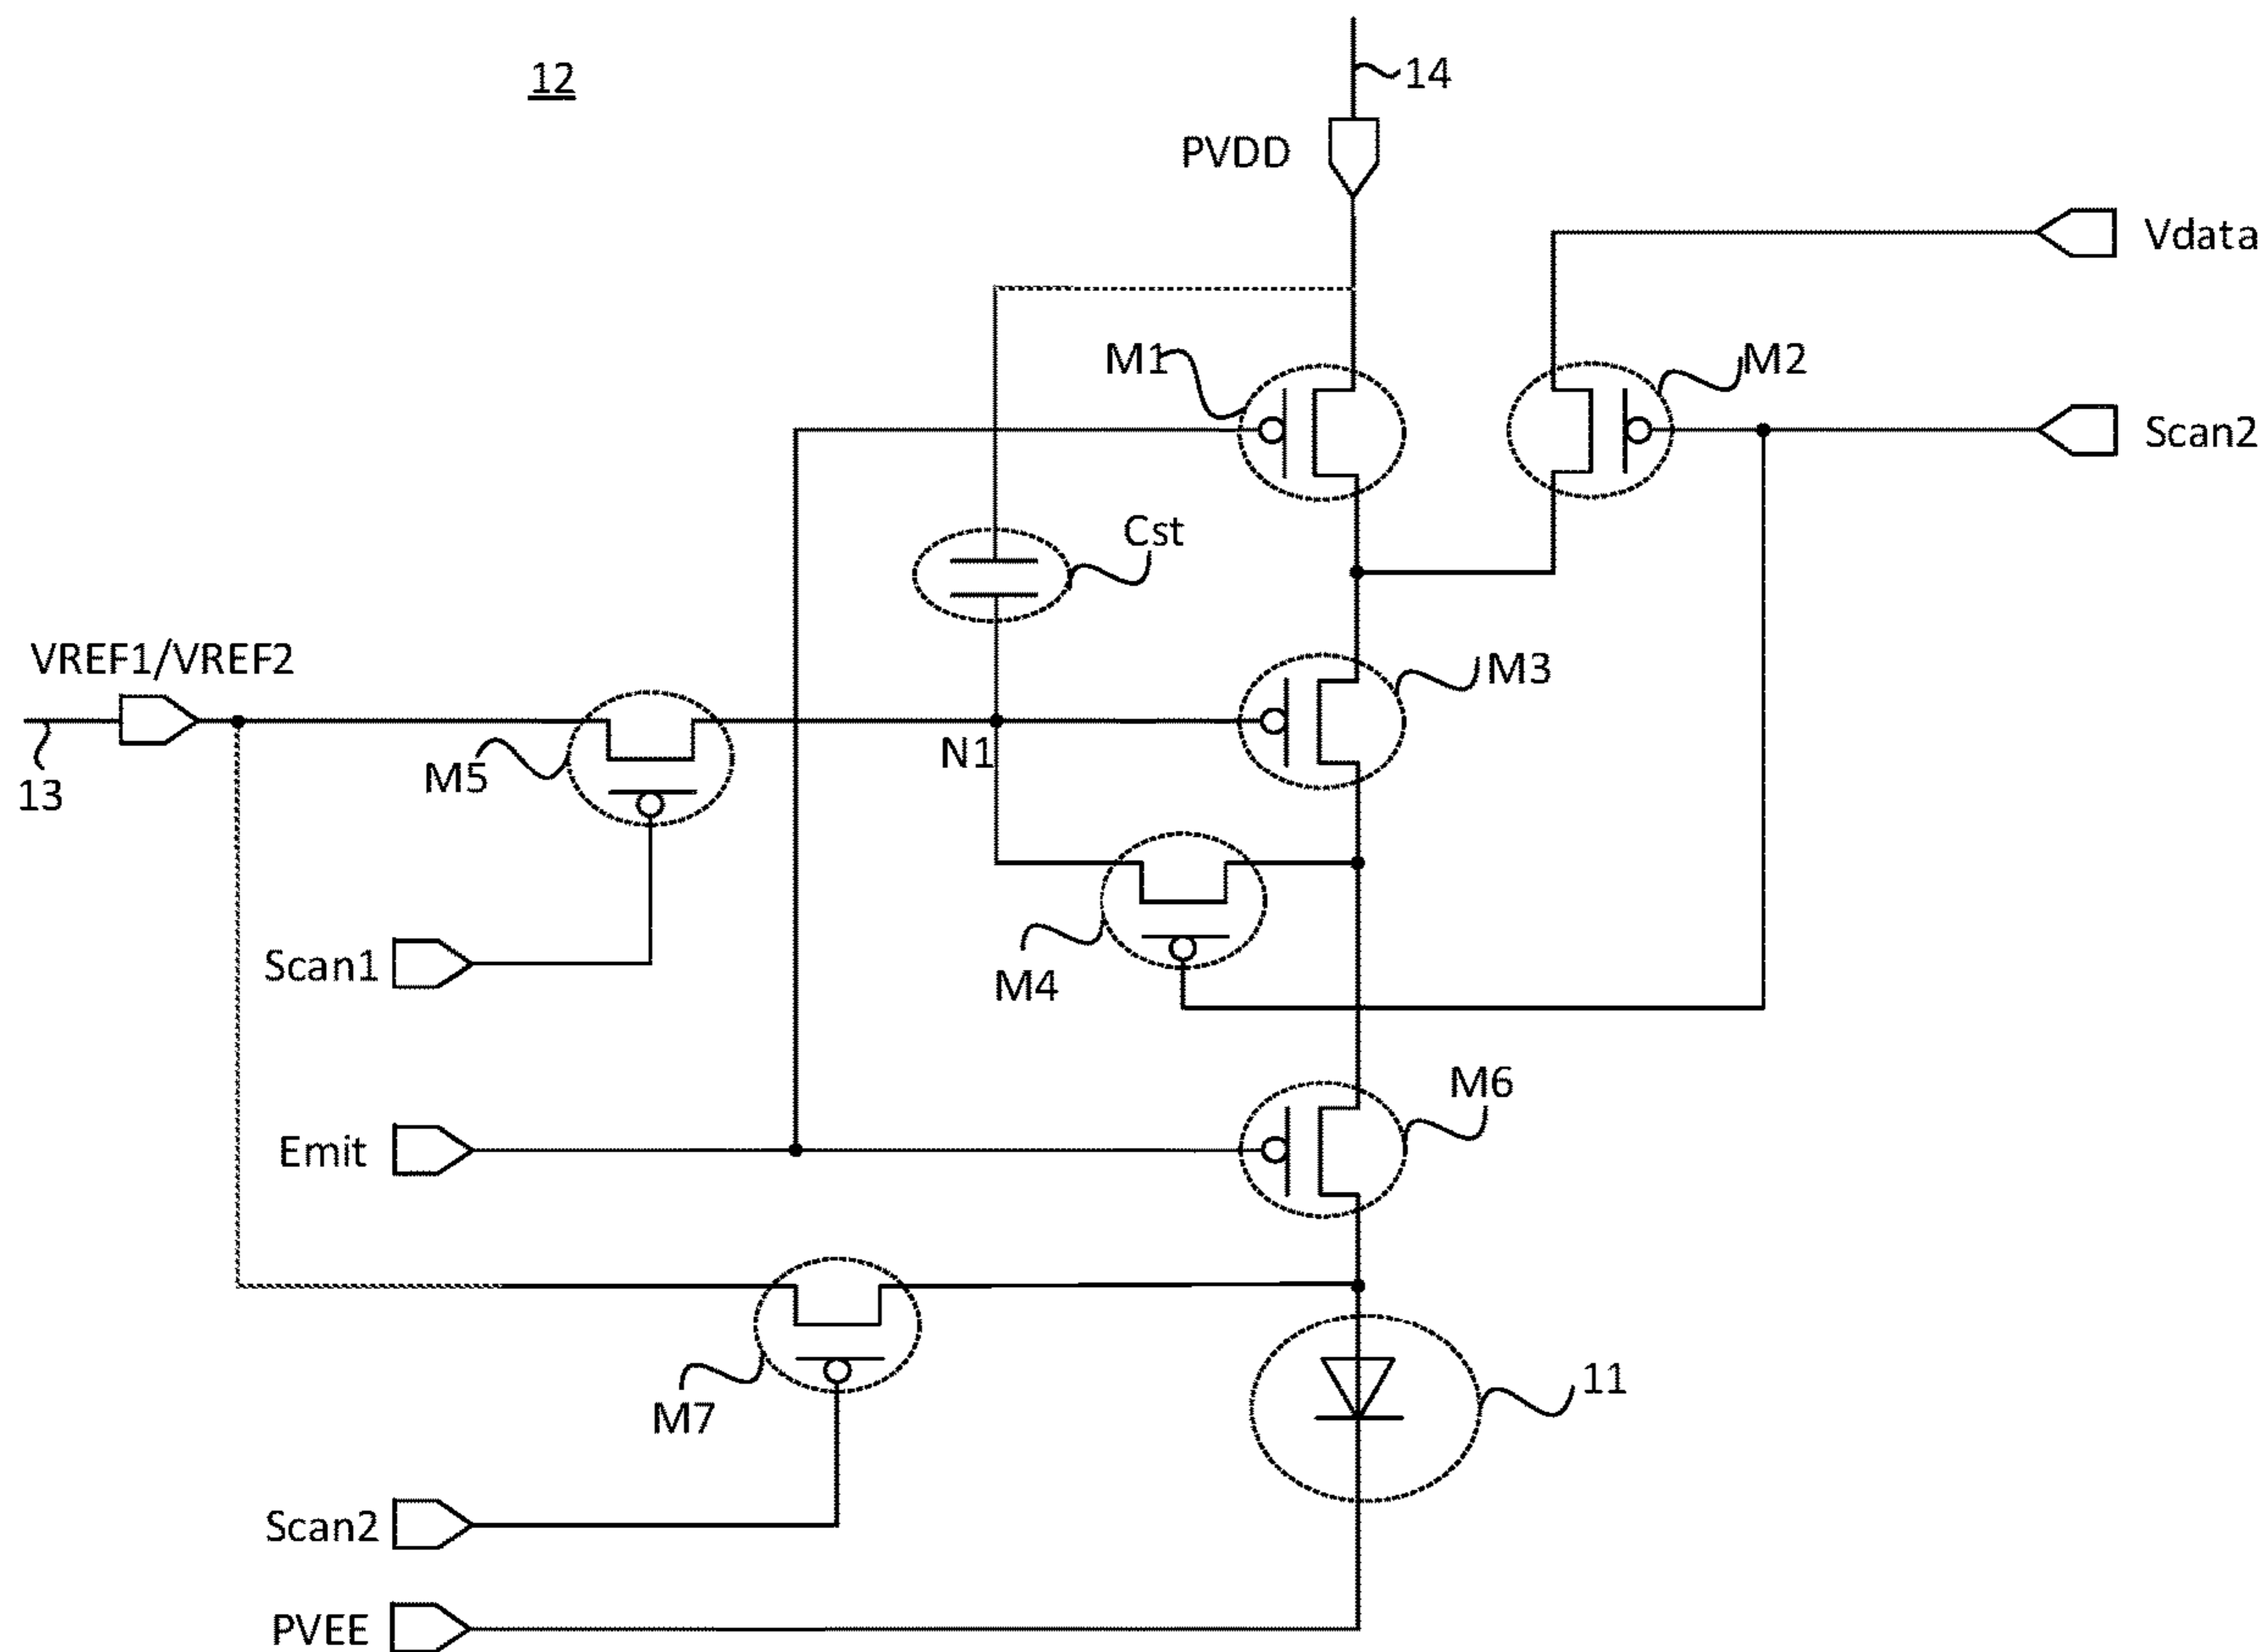 12
14
PVDD
Vdata
M1
M2
Scan2
Cst
VREF1/VREF2
M3
N1
M5
13
Scan1
M4
M6
Emit
11
M7
Scan2
PVEE